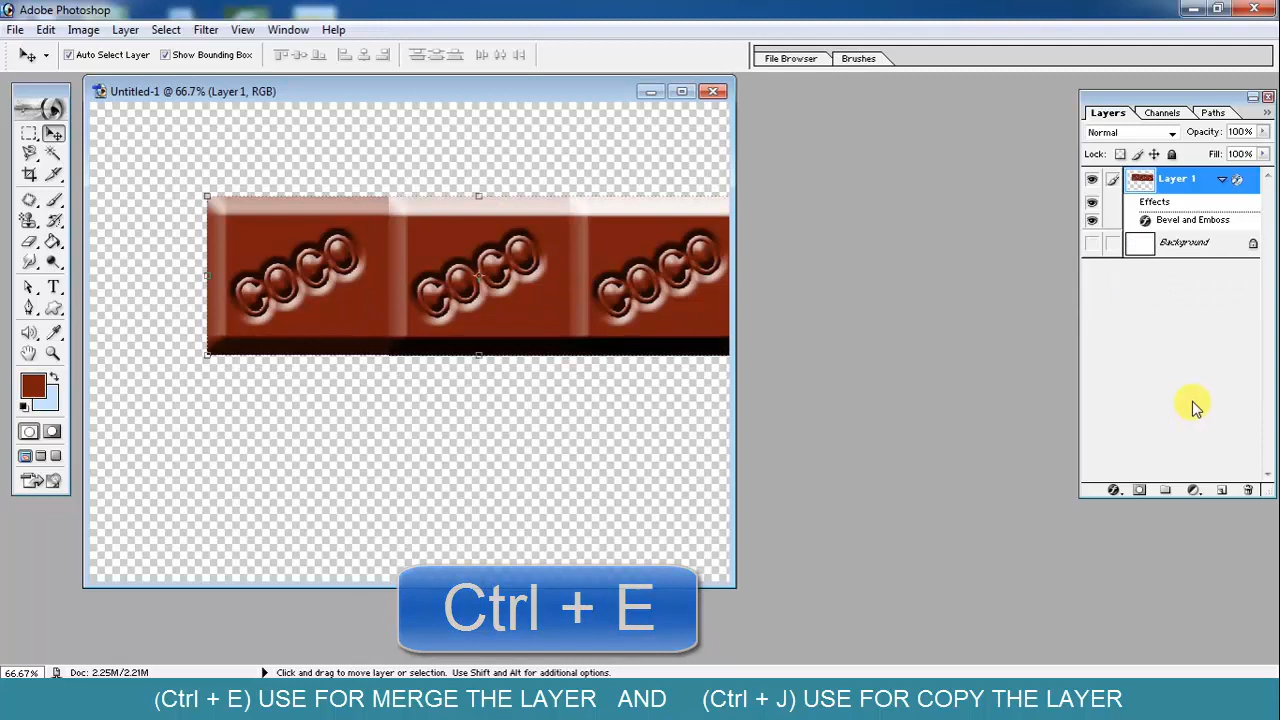 Adobe Photoshop
File Edit Image Layer Select Filter View Window Help
Auto Select Layer Show Bounding Box File Browser Brushes
Untitled-1 @ 66.7% (Layer 1, RGB)
Layers Channels Paths
Normal Opacity: 100%
Lock: Fill: 100%
Layer 1
Effects
Bevel and Emboss
Background
COCO COCO COCO
Ctrl + E
66.67% Doc: 2.25M/2.21M Click and drag to move layer or selection. Use Shift and Alt for additional options.
(Ctrl + E) USE FOR MERGE THE LAYER AND (Ctrl + J) USE FOR COPY THE LAYER